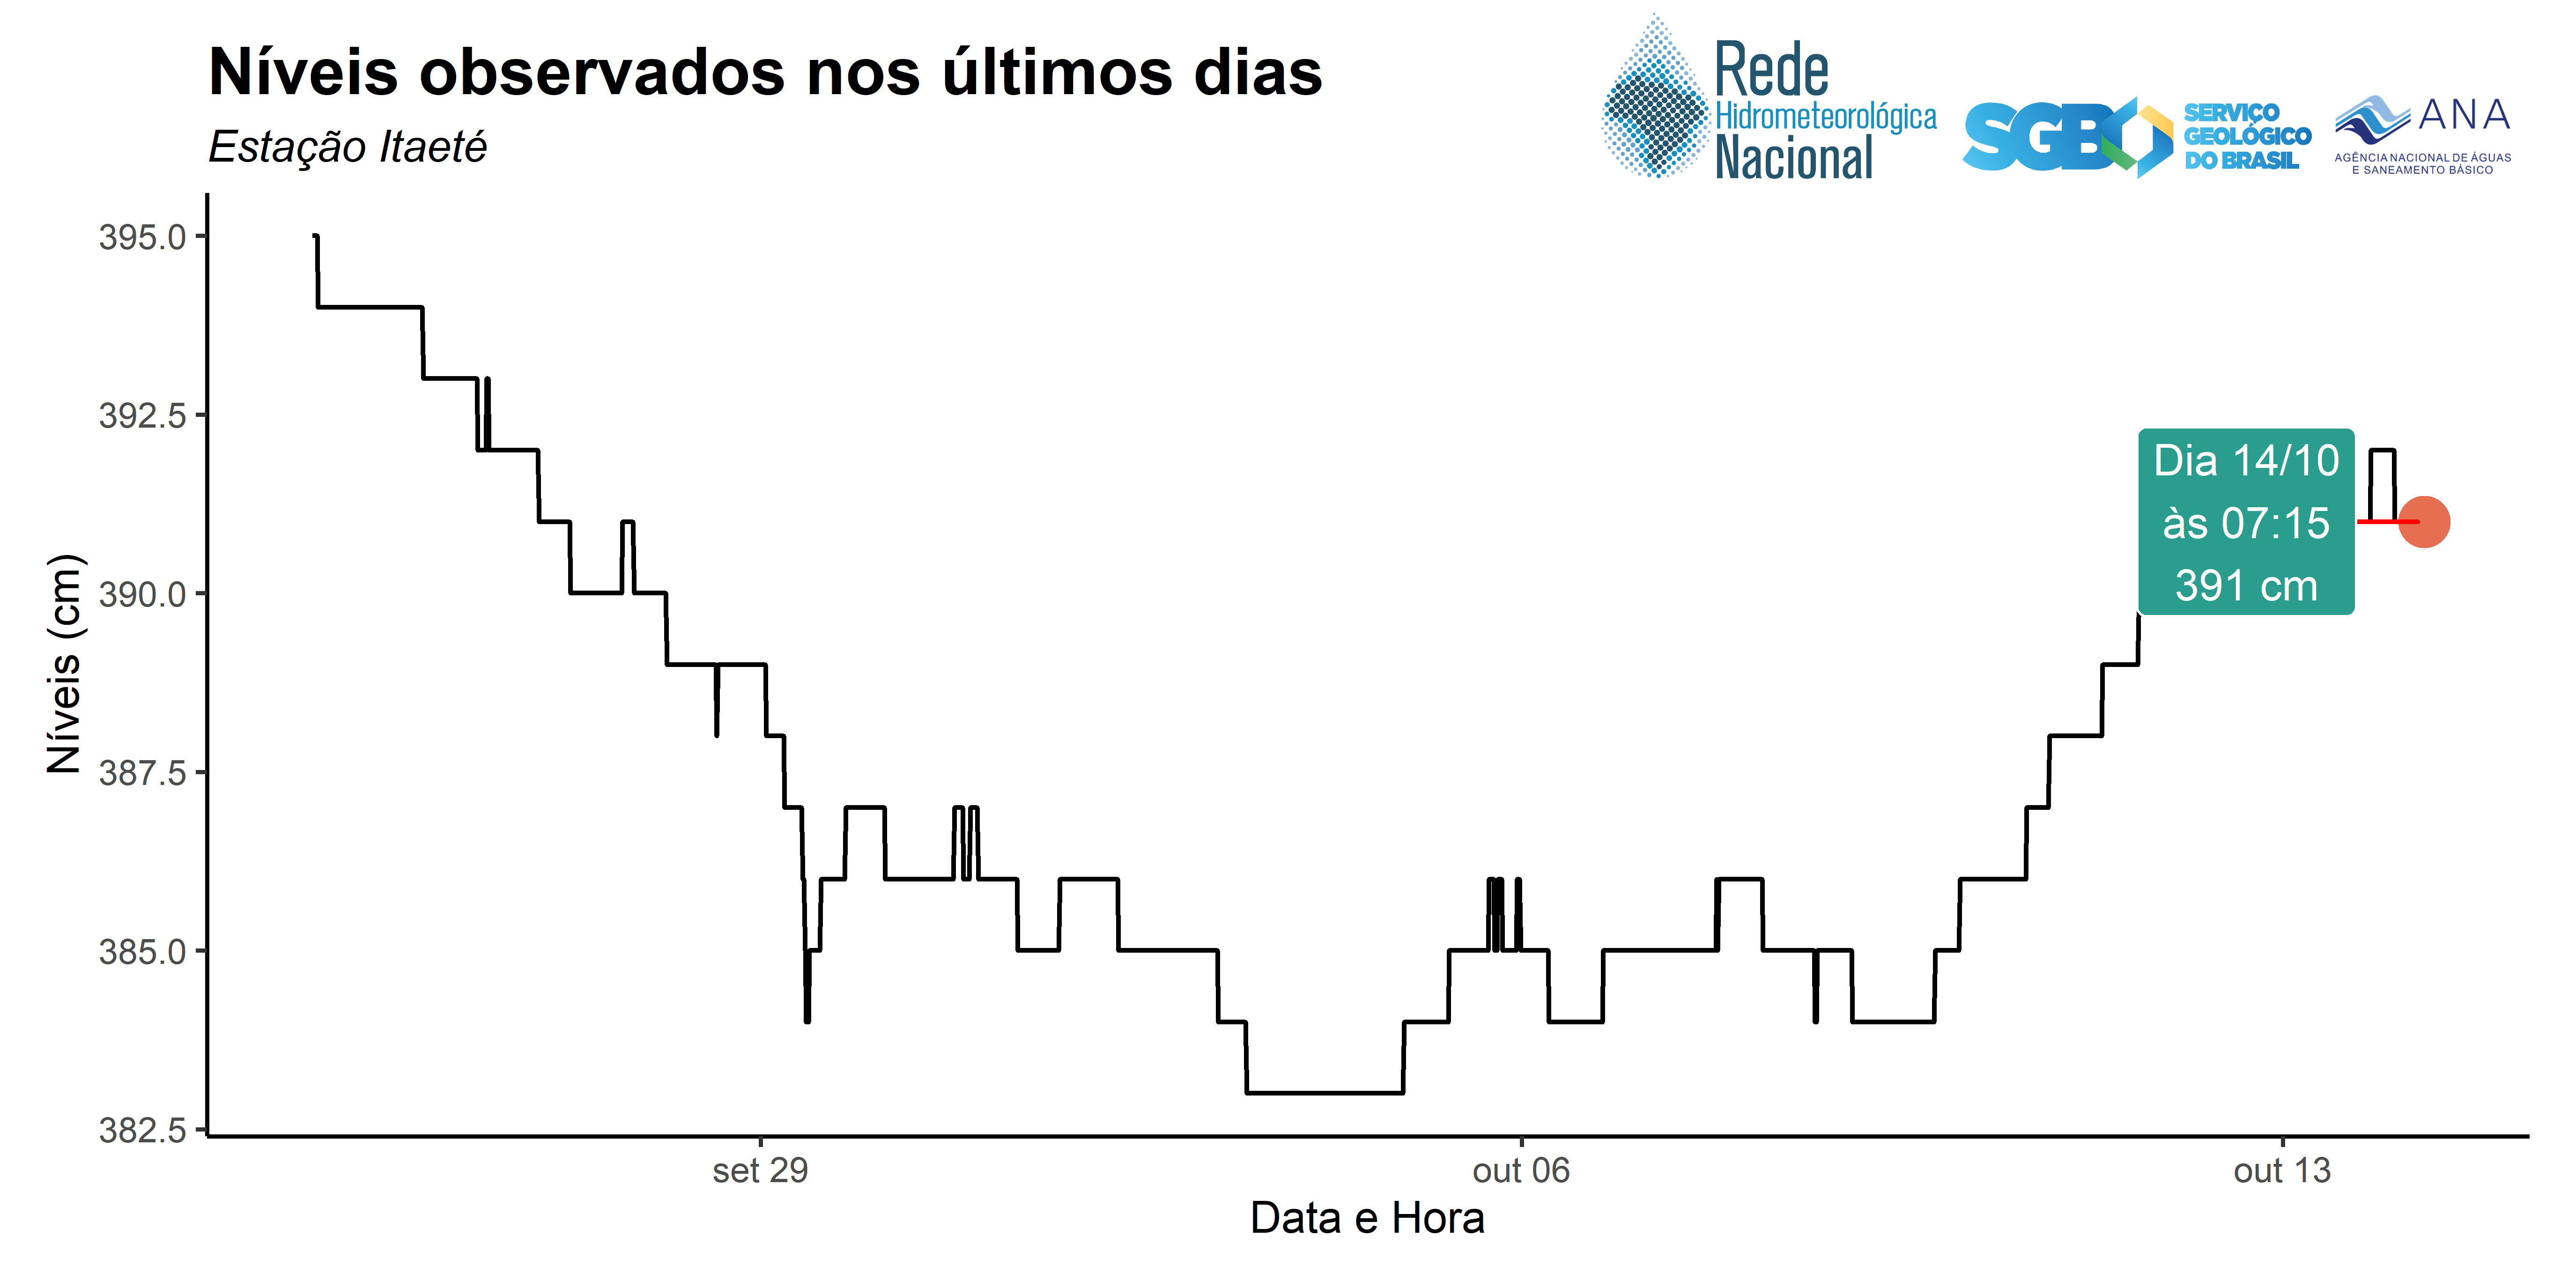 Níveis observados nos últimos dias
Estação Itaeté
Rede
Hidrometeorológica
Nacional
SGB
SERVIÇO
GEOLÓGICO
DO BRASIL
ANA
AGÊNCIA NACIONAL DE ÁGUAS
E SANEAMENTO BÁSICO
Níveis (cm)
395.0
392.5
390.0
387.5
385.0
382.5
Dia 14/10
às 07:15
391 cm
set 29
out 06
out 13
Data e Hora